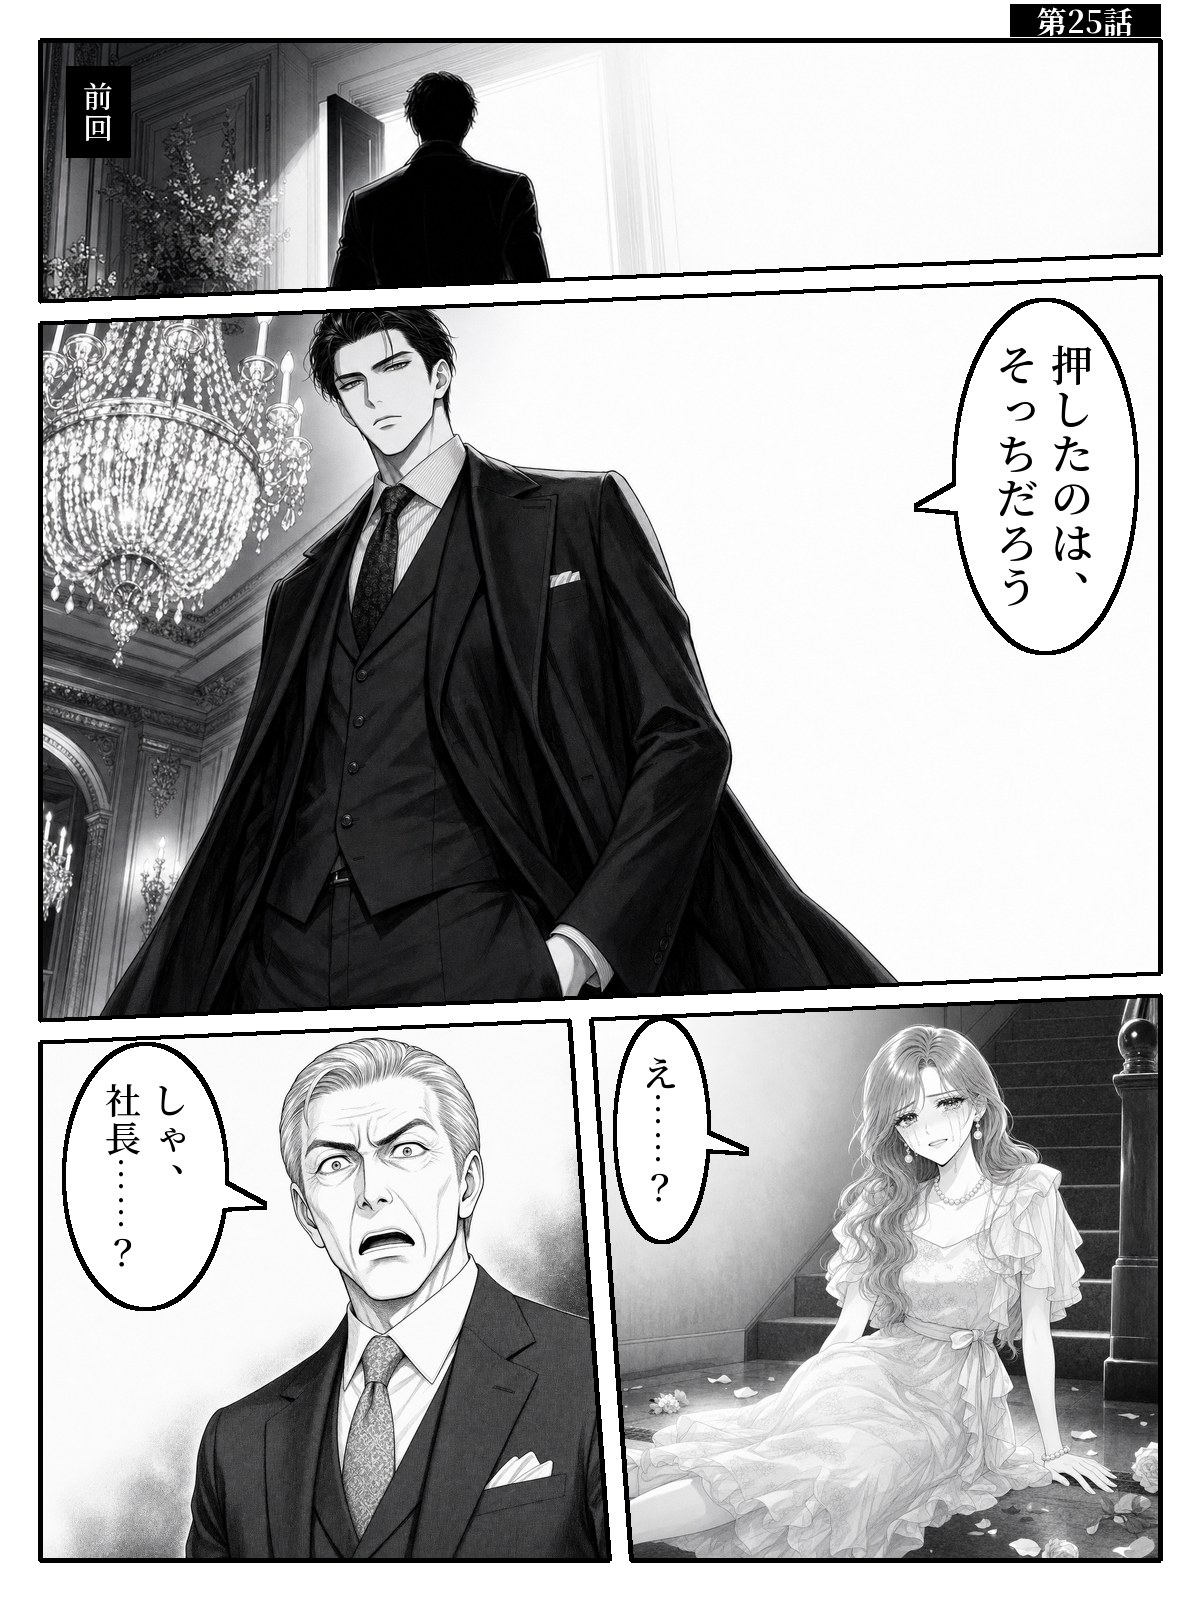 第25話
前回
押したのは、
そっちだろう
え……？
しゃ、
社長……？